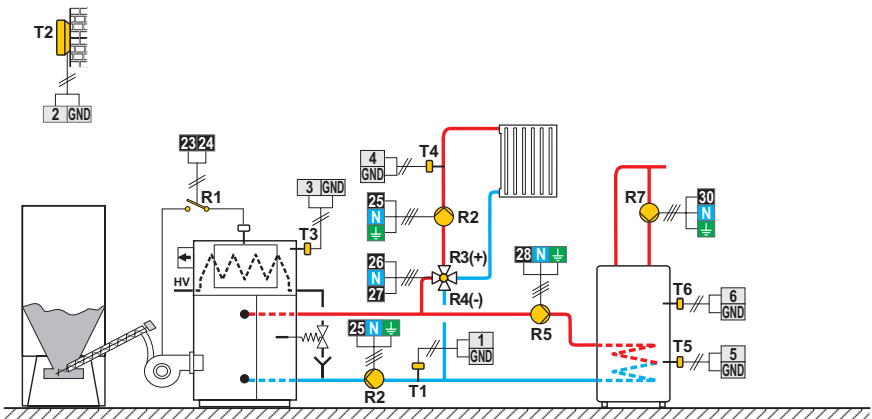 T2
2 GND
23 24
R1
3 GND
T3
HV
4
GND
T4
25
N
R2
R3(+)
26
N
27
R4(-)
28 N
R5
25 N
R2
T1
1
GND
R7
30
N
T6
6
GND
T5
5
GND